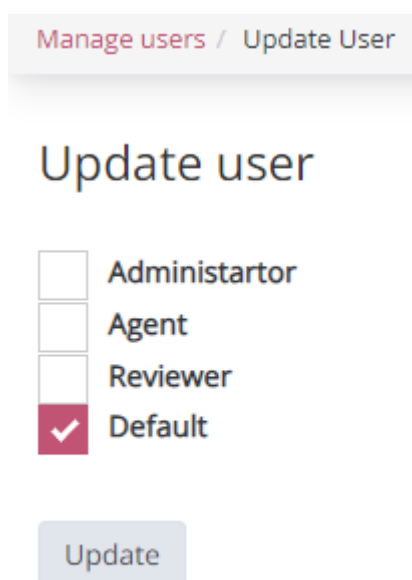 Manage users / Update User
Update user
Administartor
Agent
Reviewer
Default
Update